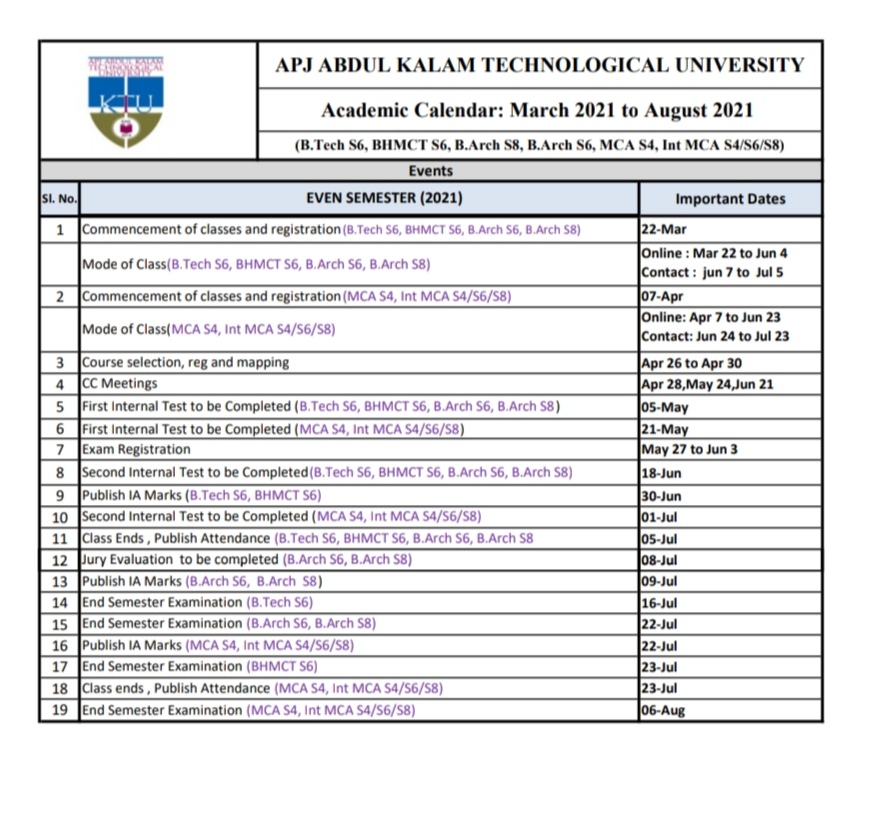 APJ ABDUL KALAM
TECHNOLOGICAL
UNIVERSITY
KTU
APJ ABDUL KALAM TECHNOLOGICAL UNIVERSITY
Academic Calendar: March 2021 to August 2021
(B.Tech S6, BHMCT S6, B.Arch S8, B.Arch S6, MCA S4, Int MCA S4/S6/S8)
Events
Sl. No. EVEN SEMESTER (2021) Important Dates
1 Commencement of classes and registration(B.Tech S6, BHMCT S6, B.Arch S6, B.Arch S8) 22-Mar
Mode of Class(B.Tech S6, BHMCT S6, B.Arch S6, B.Arch S8) Online : Mar 22 to Jun 4
Contact : jun 7 to Jul 5
2 Commencement of classes and registration(MCA S4, Int MCA S4/S6/S8) 07-Apr
Mode of Class(MCA S4, Int MCA S4/S6/S8) Online: Apr 7 to Jun 23
Contact: Jun 24 to Jul 23
3 Course selection, reg and mapping Apr 26 to Apr 30
4 CC Meetings Apr 28,May 24,Jun 21
5 First Internal Test to be Completed (B.Tech S6, BHMCT S6, B.Arch S6, B.Arch S8) 05-May
6 First Internal Test to be Completed (MCA S4, Int MCA S4/S6/S8) 21-May
7 Exam Registration May 27 to Jun 3
8 Second Internal Test to be Completed(B.Tech S6, BHMCT S6, B.Arch S6, B.Arch S8) 18-Jun
9 Publish IA Marks (B.Tech S6, BHMCT S6) 30-Jun
10 Second Internal Test to be Completed (MCA S4, Int MCA S4/S6/S8) 01-Jul
11 Class Ends , Publish Attendance (B.Tech S6, BHMCT S6, B.Arch S6, B.Arch S8 05-Jul
12 Jury Evaluation to be completed (B.Arch S6, B.Arch S8) 08-Jul
13 Publish IA Marks (B.Arch S6, B.Arch S8) 09-Jul
14 End Semester Examination (B.Tech S6) 16-Jul
15 End Semester Examination (B.Arch S6, B.Arch S8) 22-Jul
16 Publish IA Marks (MCA S4, Int MCA S4/S6/S8) 22-Jul
17 End Semester Examination (BHMCT S6) 23-Jul
18 Class ends , Publish Attendance (MCA S4, Int MCA S4/S6/S8) 23-Jul
19 End Semester Examination (MCA S4, Int MCA S4/S6/S8) 06-Aug